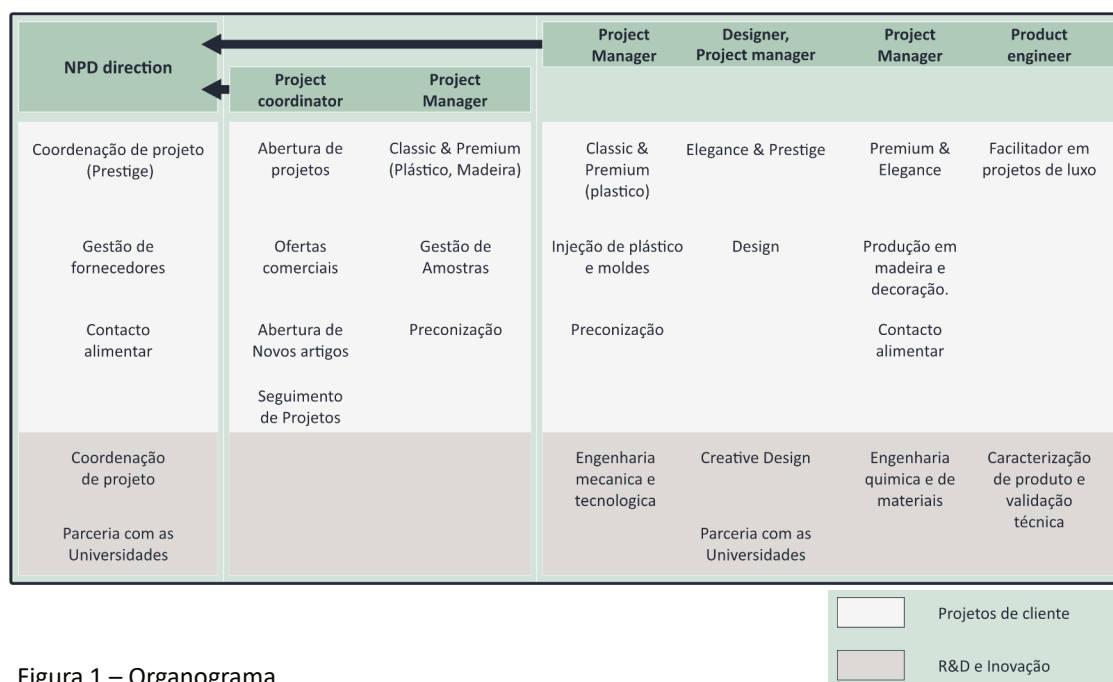 NPD direction
Project
coordinator
Project
Manager
Project
Manager
Designer,
Project manager
Project
Manager
Product
engineer
Coordenação de projeto
(Prestige)
Abertura de
projetos
Classic & Premium
(Plástico, Madeira)
Classic &
Premium
(plastico)
Elegance & Prestige
Premium &
Elegance
Facilitador em
projetos de luxo
Gestão de
fornecedores
Ofertas
comerciais
Gestão de
Amostras
Injeção de plástico
e moldes
Design
Produção em
madeira e
decoração.
Contacto
alimentar
Abertura de
Novos artigos
Preconização
Preconização
Contacto
alimentar
Seguimento
de Projetos
Coordenação
de projeto
Engenharia
mecanica e
tecnologica
Creative Design
Engenharia
quimica e de
materiais
Caracterização
de produto e
validação
técnica
Parceria com as
Universidades
Parceria com as
Universidades
Projetos de cliente
R&D e Inovação
Figura 1 – Organograma